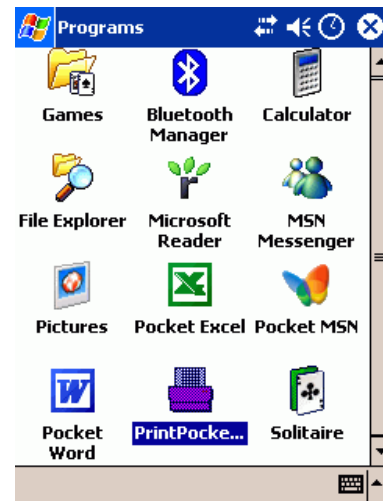 Programs
Games
Bluetooth
Manager
Calculator
File Explorer
Microsoft
Reader
MSN
Messenger
Pictures
Pocket Excel
Pocket MSN
Pocket
Word
PrintPocke...
Solitaire